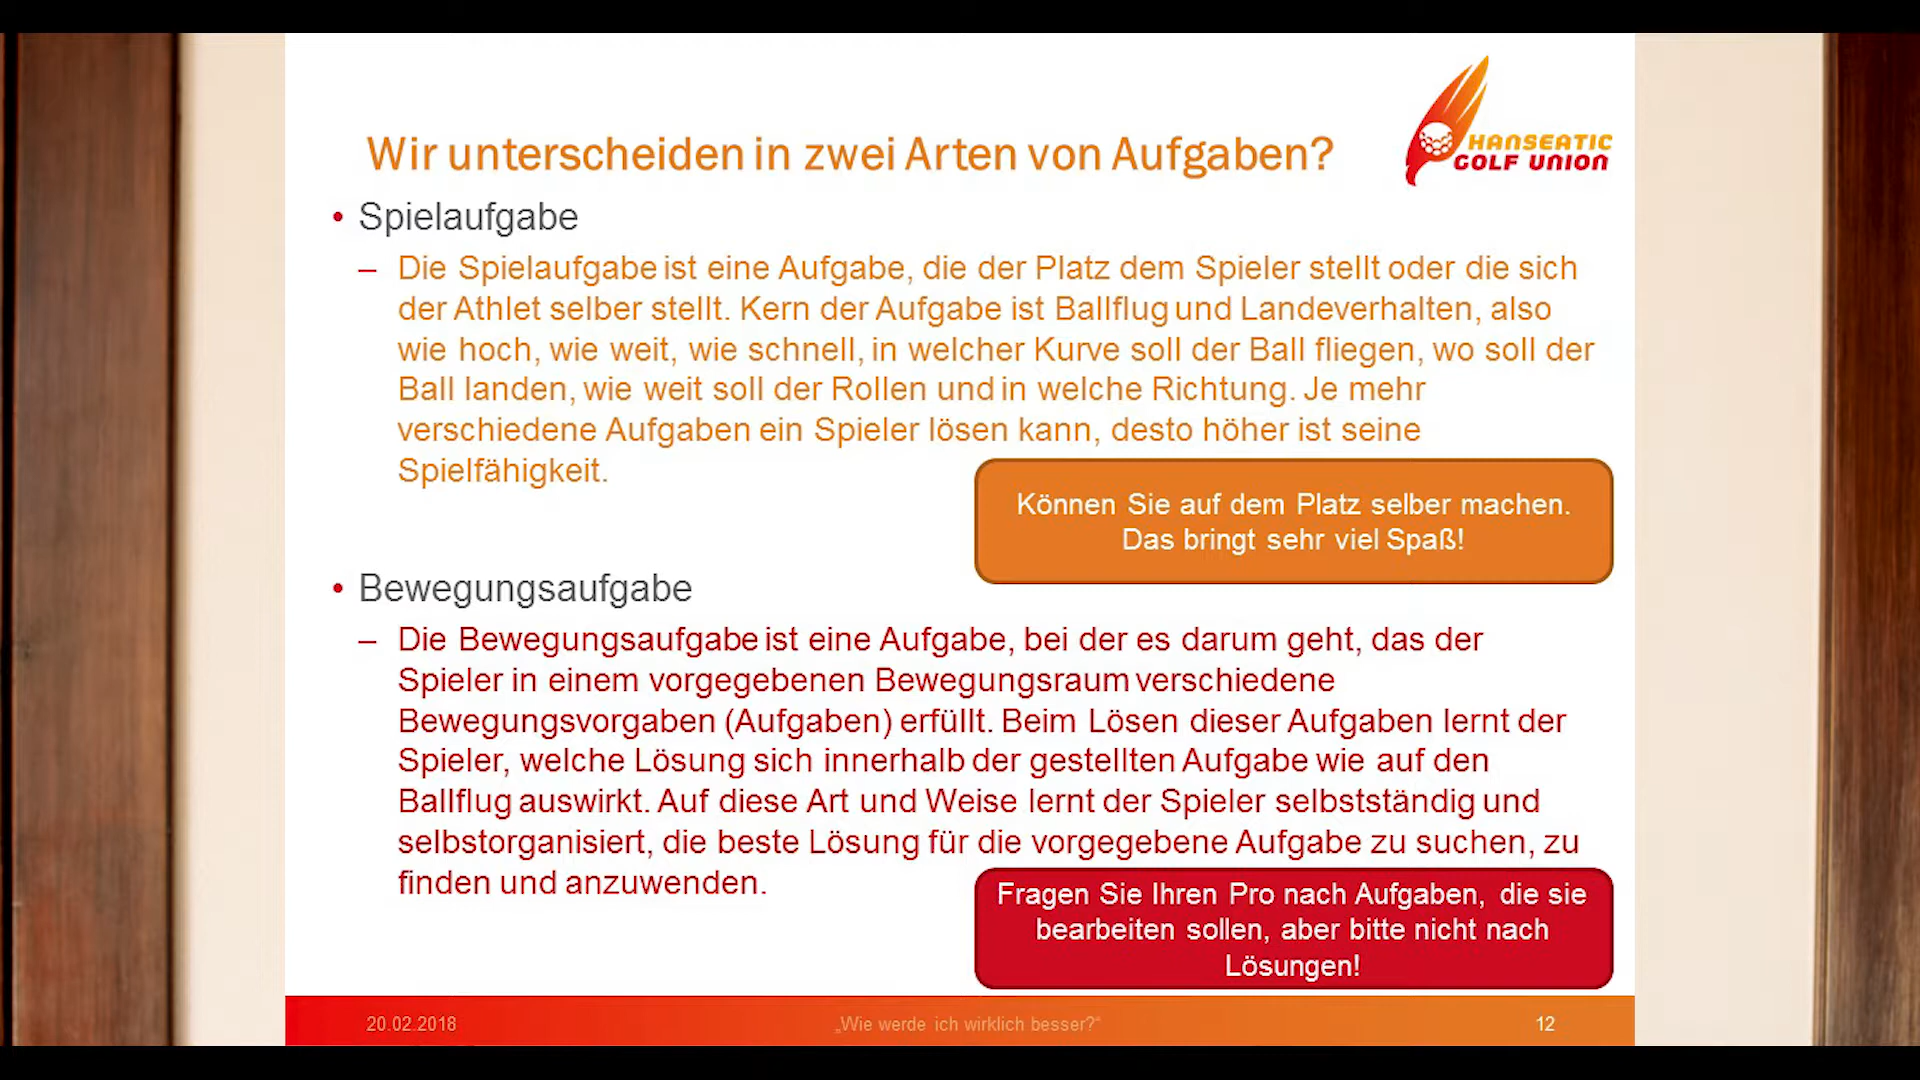 Wir unterscheiden in zwei Arten von Aufgaben?
HANSEATIC
GOLF UNION
• Spielaufgabe
– Die Spielaufgabe ist eine Aufgabe, die der Platz dem Spieler stellt oder die sich
der Athlet selber stellt. Kern der Aufgabe ist Ballflug und Landeverhalten, also
wie hoch, wie weit, wie schnell, in welcher Kurve soll der Ball fliegen, wo soll der
Ball landen, wie weit soll der Rollen und in welche Richtung. Je mehr
verschiedene Aufgaben ein Spieler lösen kann, desto höher ist seine
Spielfähigkeit.
Können Sie auf dem Platz selber machen.
Das bringt sehr viel Spaß!
• Bewegungsaufgabe
– Die Bewegungsaufgabe ist eine Aufgabe, bei der es darum geht, das der
Spieler in einem vorgegebenen Bewegungsraum verschiedene
Bewegungsvorgaben (Aufgaben) erfüllt. Beim Lösen dieser Aufgaben lernt der
Spieler, welche Lösung sich innerhalb der gestellten Aufgabe wie auf den
Ballflug auswirkt. Auf diese Art und Weise lernt der Spieler selbstständig und
selbstorganisiert, die beste Lösung für die vorgegebene Aufgabe zu suchen, zu
finden und anzuwenden.
Fragen Sie Ihren Pro nach Aufgaben, die sie
bearbeiten sollen, aber bitte nicht nach
Lösungen!
20.02.2018
„Wie werde ich wirklich besser?“
12